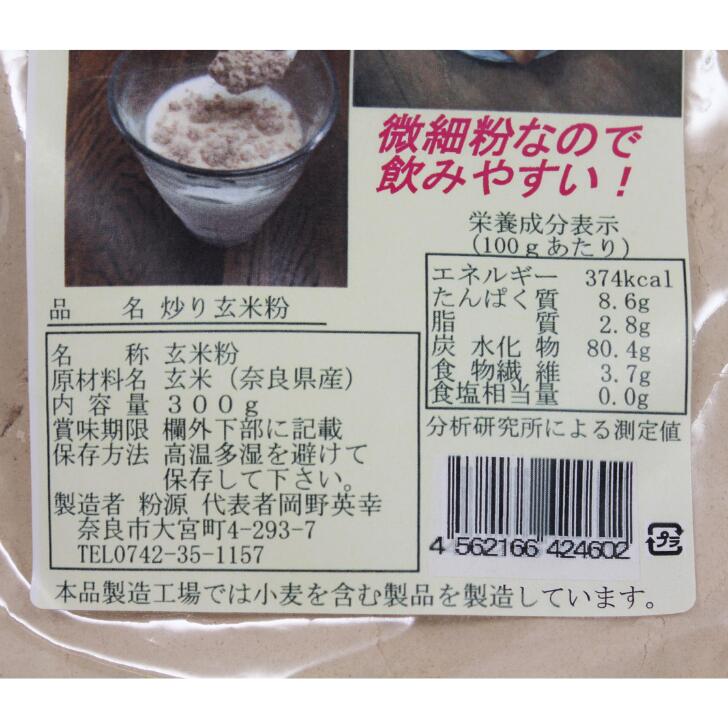 微細粉なので
飲みやすい！
栄養成分表示
(100ｇあたり)
エネルギー 374kcal
たんぱく質 8.6g
脂　　　質 2.8g
炭 水化 物 80.4g
食 物繊 維 3.7g
食塩相当量 0.0g
分析研究所による測定値
品　　名 炒り玄米粉
名　　称 玄米粉
原材料名 玄米（奈良県産）
内 容 量 ３００ｇ
賞味期限 欄外下部に記載
保存方法 高温多湿を避けて
保存して下さい。
製造者 粉源 代表者岡野英幸
奈良市大宮町4-293-7
TEL0742-35-1157
4 562166 424602
プラ
本品製造工場では小麦を含む製品を製造しています。